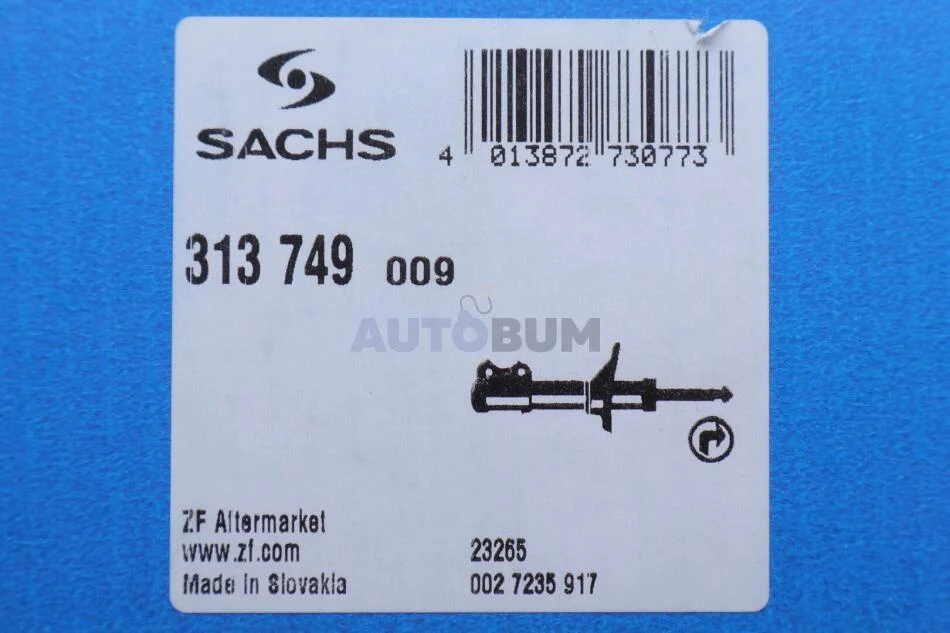 SACHS
4 013872 730773
313 749 009
AUTOBUM
ZF Aftermarket
www.zf.com
Made in Slovakia
23265
002 7235 917